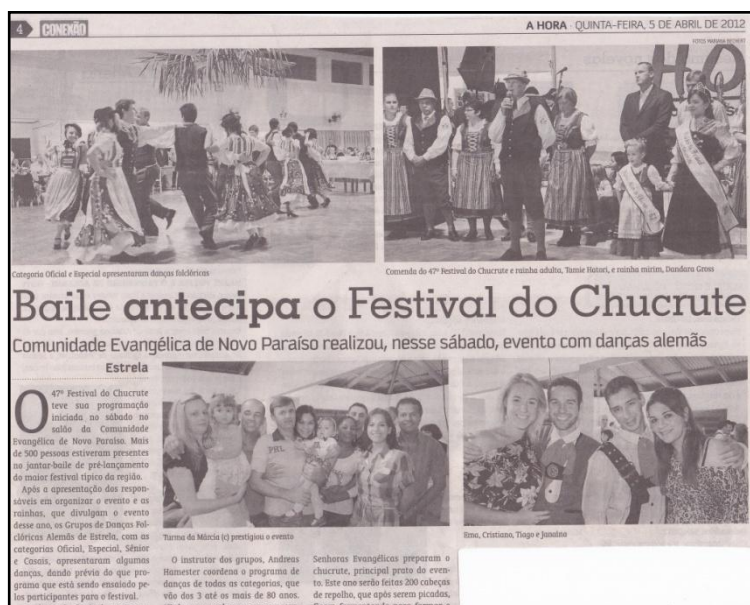 4 CONEXÃO
A HORA · QUINTA-FEIRA, 5 DE ABRIL DE 2012
Categoria Oficial e Especial apresentaram danças folclóricas
Comenda do 47º Festival do Chucrute e rainha adulta, Tamie Hatori, e rainha mirim, Dandara Gross
Baile antecipa o Festival do Chucrute
Comunidade Evangélica de Novo Paraíso realizou, nesse sábado, evento com danças alemãs
Estrela
O 47º Festival do Chucrute
teve sua programação
iniciada no sábado no
salão da Comunidade
Evangélica de Novo Paraíso. Mais
de 500 pessoas estiveram presentes
no jantar-baile de pré-lançamento
do maior festival típico da região.
Após a apresentação dos respon-
sáveis em organizar o evento e as
rainhas, que divulgam o evento
desse ano, os Grupos de Danças Fol-
clóricas Alemãs de Estrela, com as
categorias Oficial, Especial, Sênior
e Casais, apresentaram algumas
danças, dando prévia do que pro-
grama que está sendo ensaiado pe-
los participantes para o festival.
Turma da Márcia (c) prestigiou o evento
O instrutor dos grupos, Andreas
Hamester coordena o programa de
danças de todas as categorias, que
vão dos 3 até os mais de 80 anos.
Senhoras Evangélicas preparam o
chucrute, principal prato do even-
to. Este ano serão feitas 200 cabeças
de repolho, que após serem picadas,
Ema, Cristiano, Tiago e Janaína